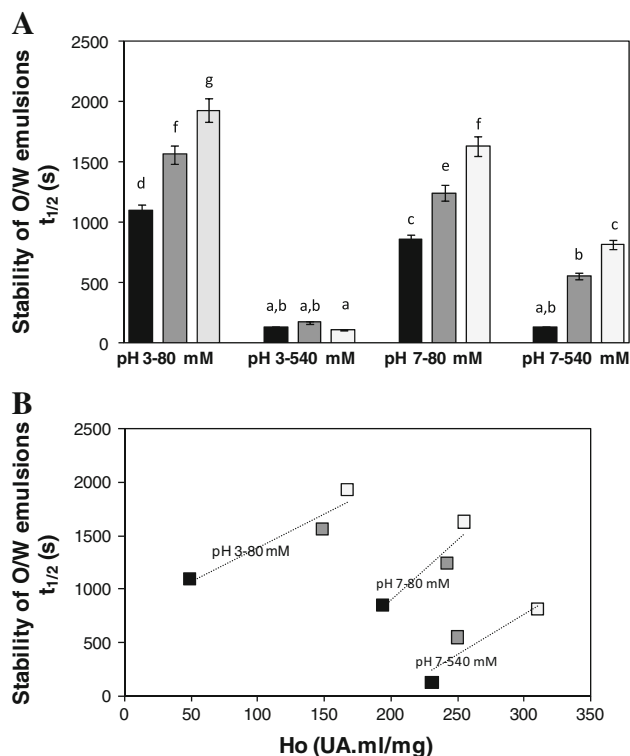 A
2500
2000
1500
1000
500
0
Stability of O/W emulsions
t1/2 (s)
d
f
g
a,b
a,b
a
c
e
f
a,b
b
c
pH 3-80 mM
pH 3-540 mM
pH 7-80 mM
pH 7-540 mM
B
2500
2000
1500
1000
500
0
Stability of O/W emulsions
t1/2 (s)
pH 3-80 mM
pH 7-80 mM
pH 7-540 mM
0
50
100
150
200
250
300
350
Ho (UA.ml/mg)